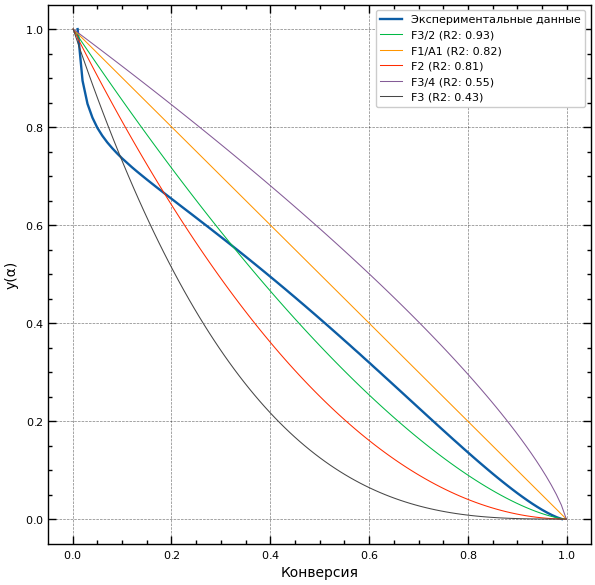 Экспериментальные данные
F3/2 (R2: 0.93)
F1/A1 (R2: 0.82)
F2 (R2: 0.81)
F3/4 (R2: 0.55)
F3 (R2: 0.43)
1.0
0.8
0.6
0.4
0.2
0.0
y(α)
0.0 0.2 0.4 0.6 0.8 1.0
Конверсия